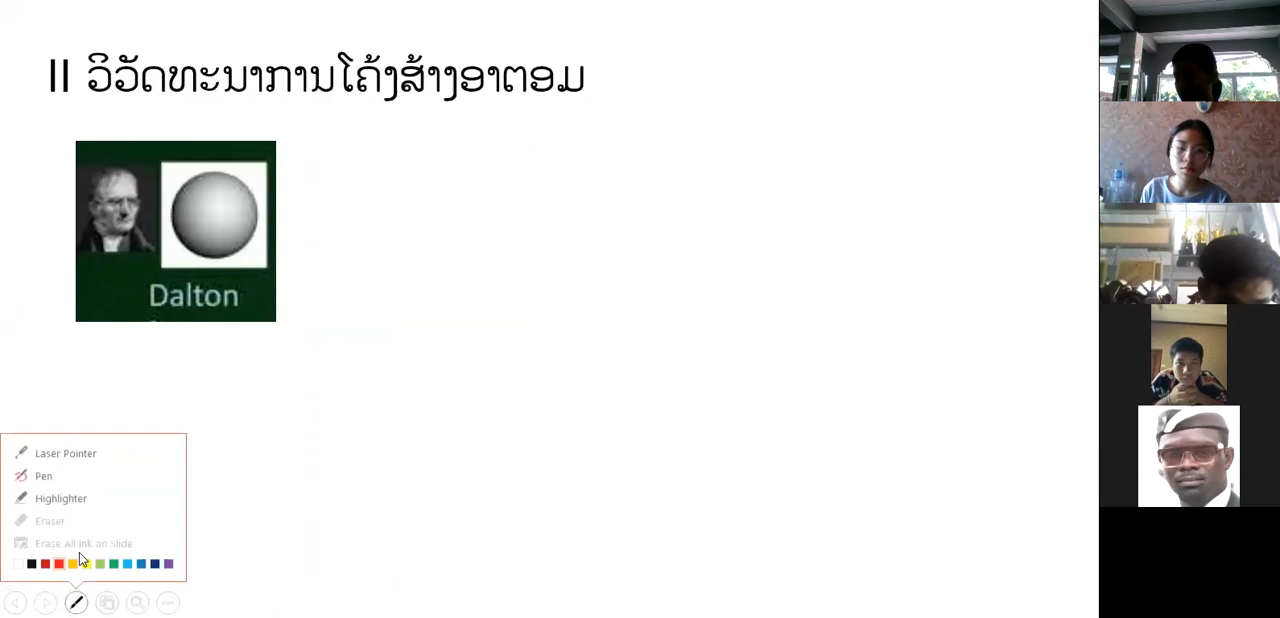 II ວິວັດທະນາການໂຄ້ງສ້າງອາຕອມ
Dalton
Laser Pointer
Pen
Highlighter
Eraser
Erase All Ink on Slide